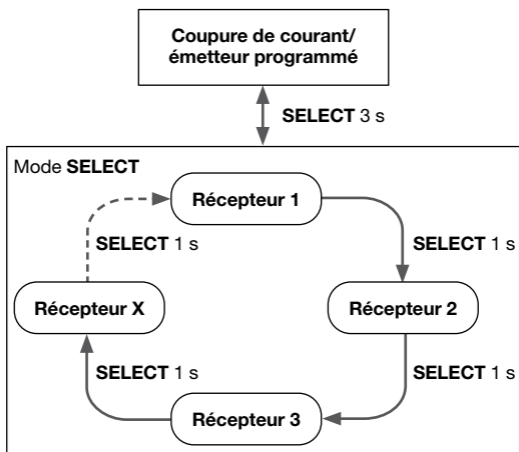 Coupure de courant/
émetteur programmé
SELECT 3 s
Mode SELECT
Récepteur 1
SELECT 1 s
SELECT 1 s
Récepteur X
Récepteur 2
SELECT 1 s
SELECT 1 s
Récepteur 3